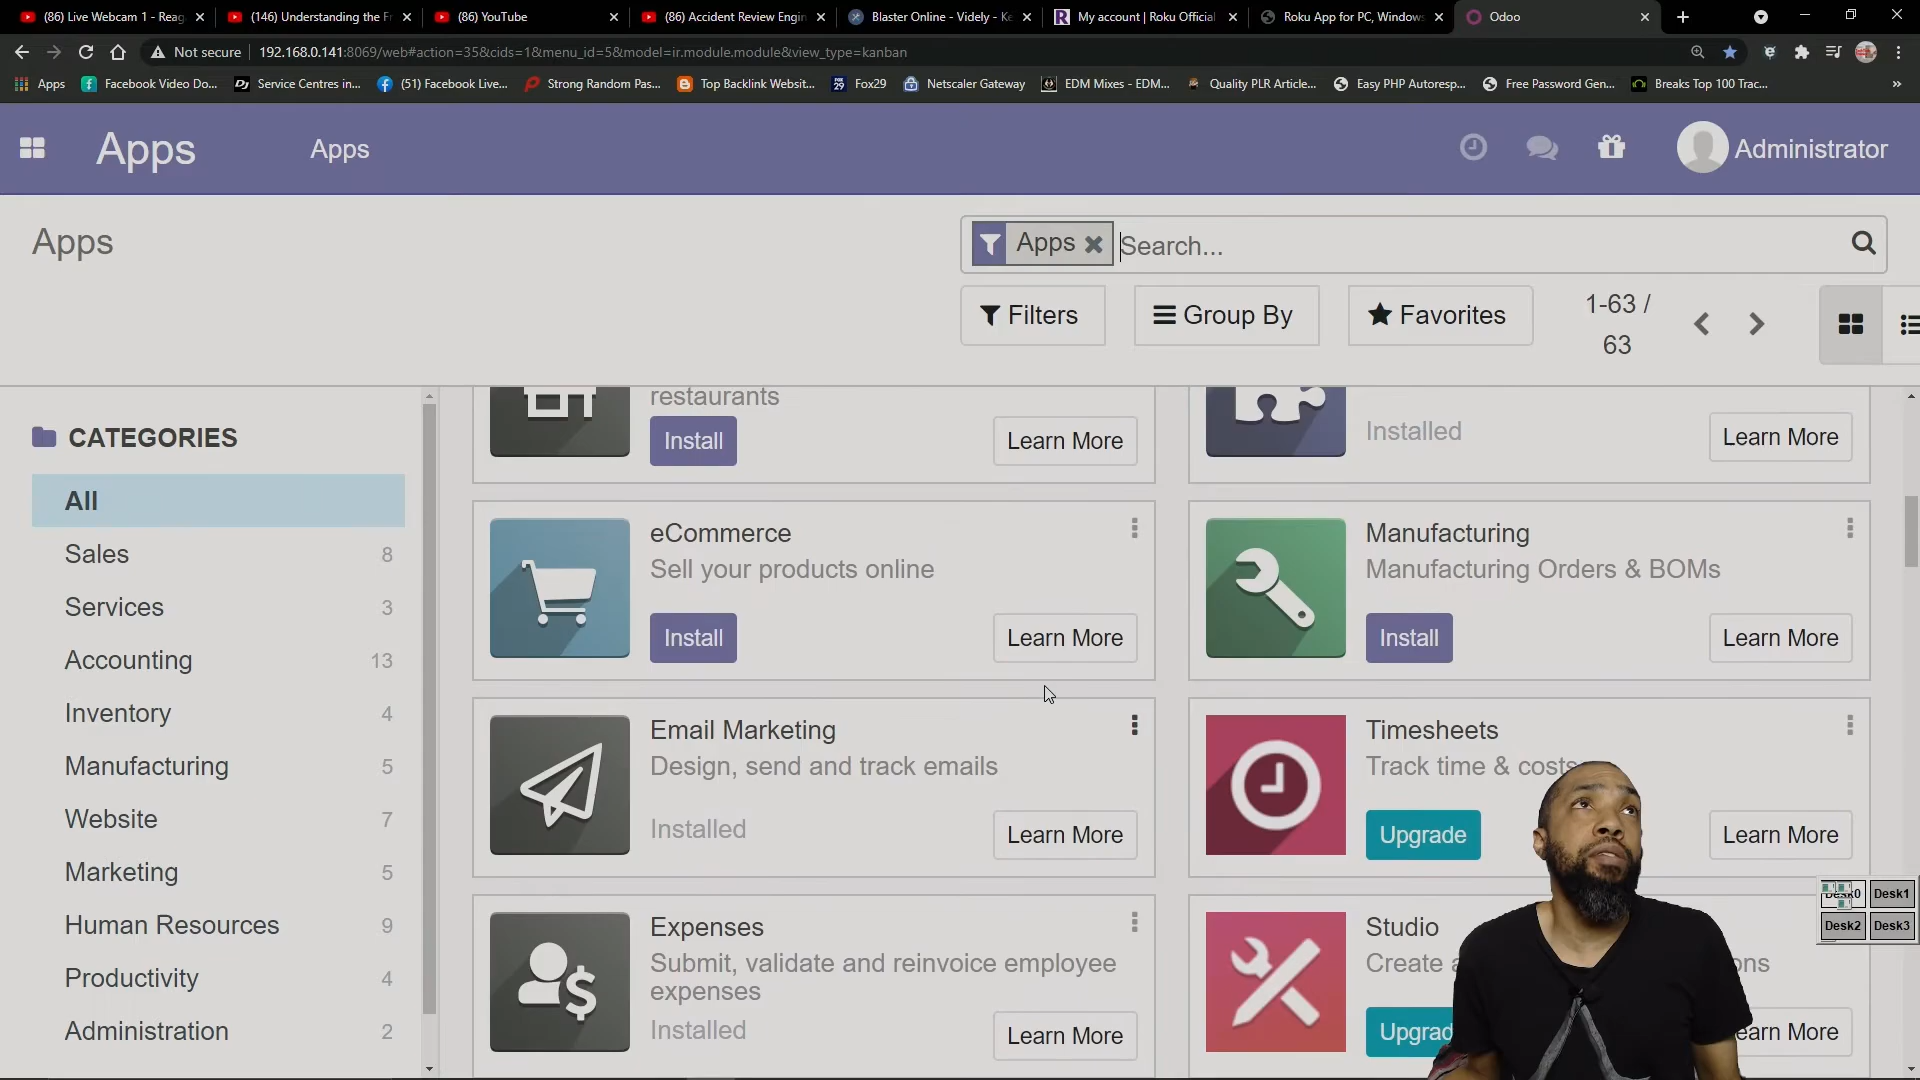 (86) Live Webcam 1 - Reag
(146) Understanding the Fr
(86) YouTube
(86) Accident Review Engin
Blaster Online - Videly - Ke
My account | Roku Official
Roku App for PC, Windows
Odoo
Not secure
192.168.0.141:8069/web#action=35&cids=1&menu_id=5&model=ir.module.module&view_type=kanban
Apps
Facebook Video Do...
Service Centres in...
(51) Facebook Live...
Strong Random Pas...
Top Backlink Websit...
Fox29
Netscaler Gateway
EDM Mixes - EDM...
Quality PLR Article...
Easy PHP Autoresp...
Free Password Gen...
Breaks Top 100 Trac...
Apps
Apps
Administrator
Apps
Apps
Search...
Filters
Group By
Favorites
1-63 /
63
CATEGORIES
All
Sales 8
Services 3
Accounting 13
Inventory 4
Manufacturing 5
Website 7
Marketing 5
Human Resources 9
Productivity 4
Administration 2
restaurants
Install
Learn More
Installed
Learn More
eCommerce
Sell your products online
Install
Learn More
Manufacturing
Manufacturing Orders & BOMs
Install
Learn More
Email Marketing
Design, send and track emails
Installed
Learn More
Timesheets
Track time & costs
Upgrade
Learn More
Expenses
Submit, validate and reinvoice employee
expenses
Installed
Learn More
Studio
Create
Upgrad
earn More
Desk0
Desk1
Desk2
Desk3